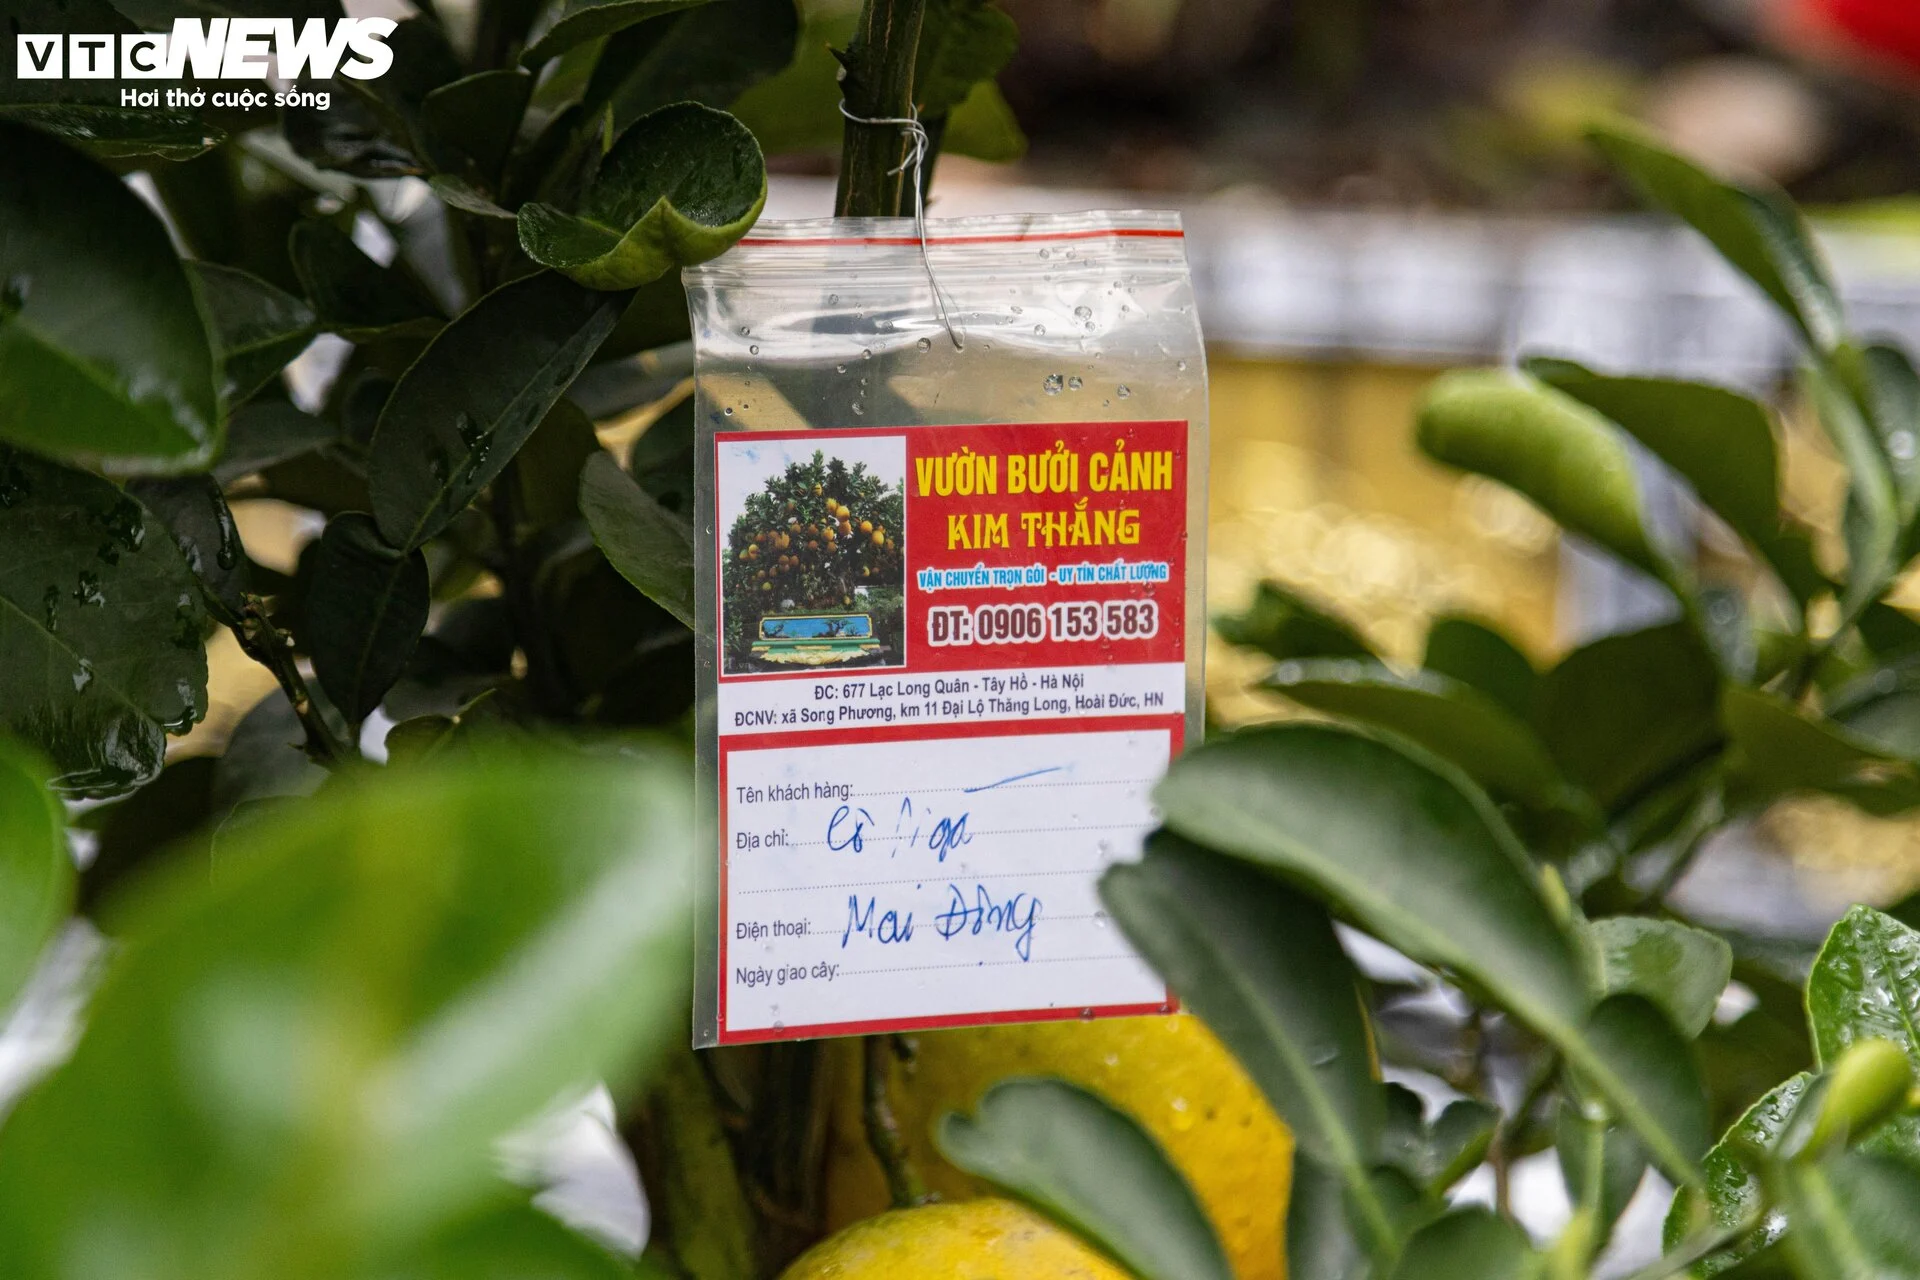 VTC NEWS
Hơi thở cuộc sống
VƯỜN BƯỞI CẢNH
KIM THẮNG
VẬN CHUYỂN TRỌN GÓI - UY TÍN CHẤT LƯỢNG
ĐT: 0906 153 583
ĐC: 677 Lạc Long Quân - Tây Hồ - Hà Nội
ĐCNV: xã Song Phương, km 11 Đại Lộ Thăng Long, Hoài Đức, HN
Tên khách hàng:
Địa chỉ:
Điện thoại: Mai Động
Ngày giao cây: